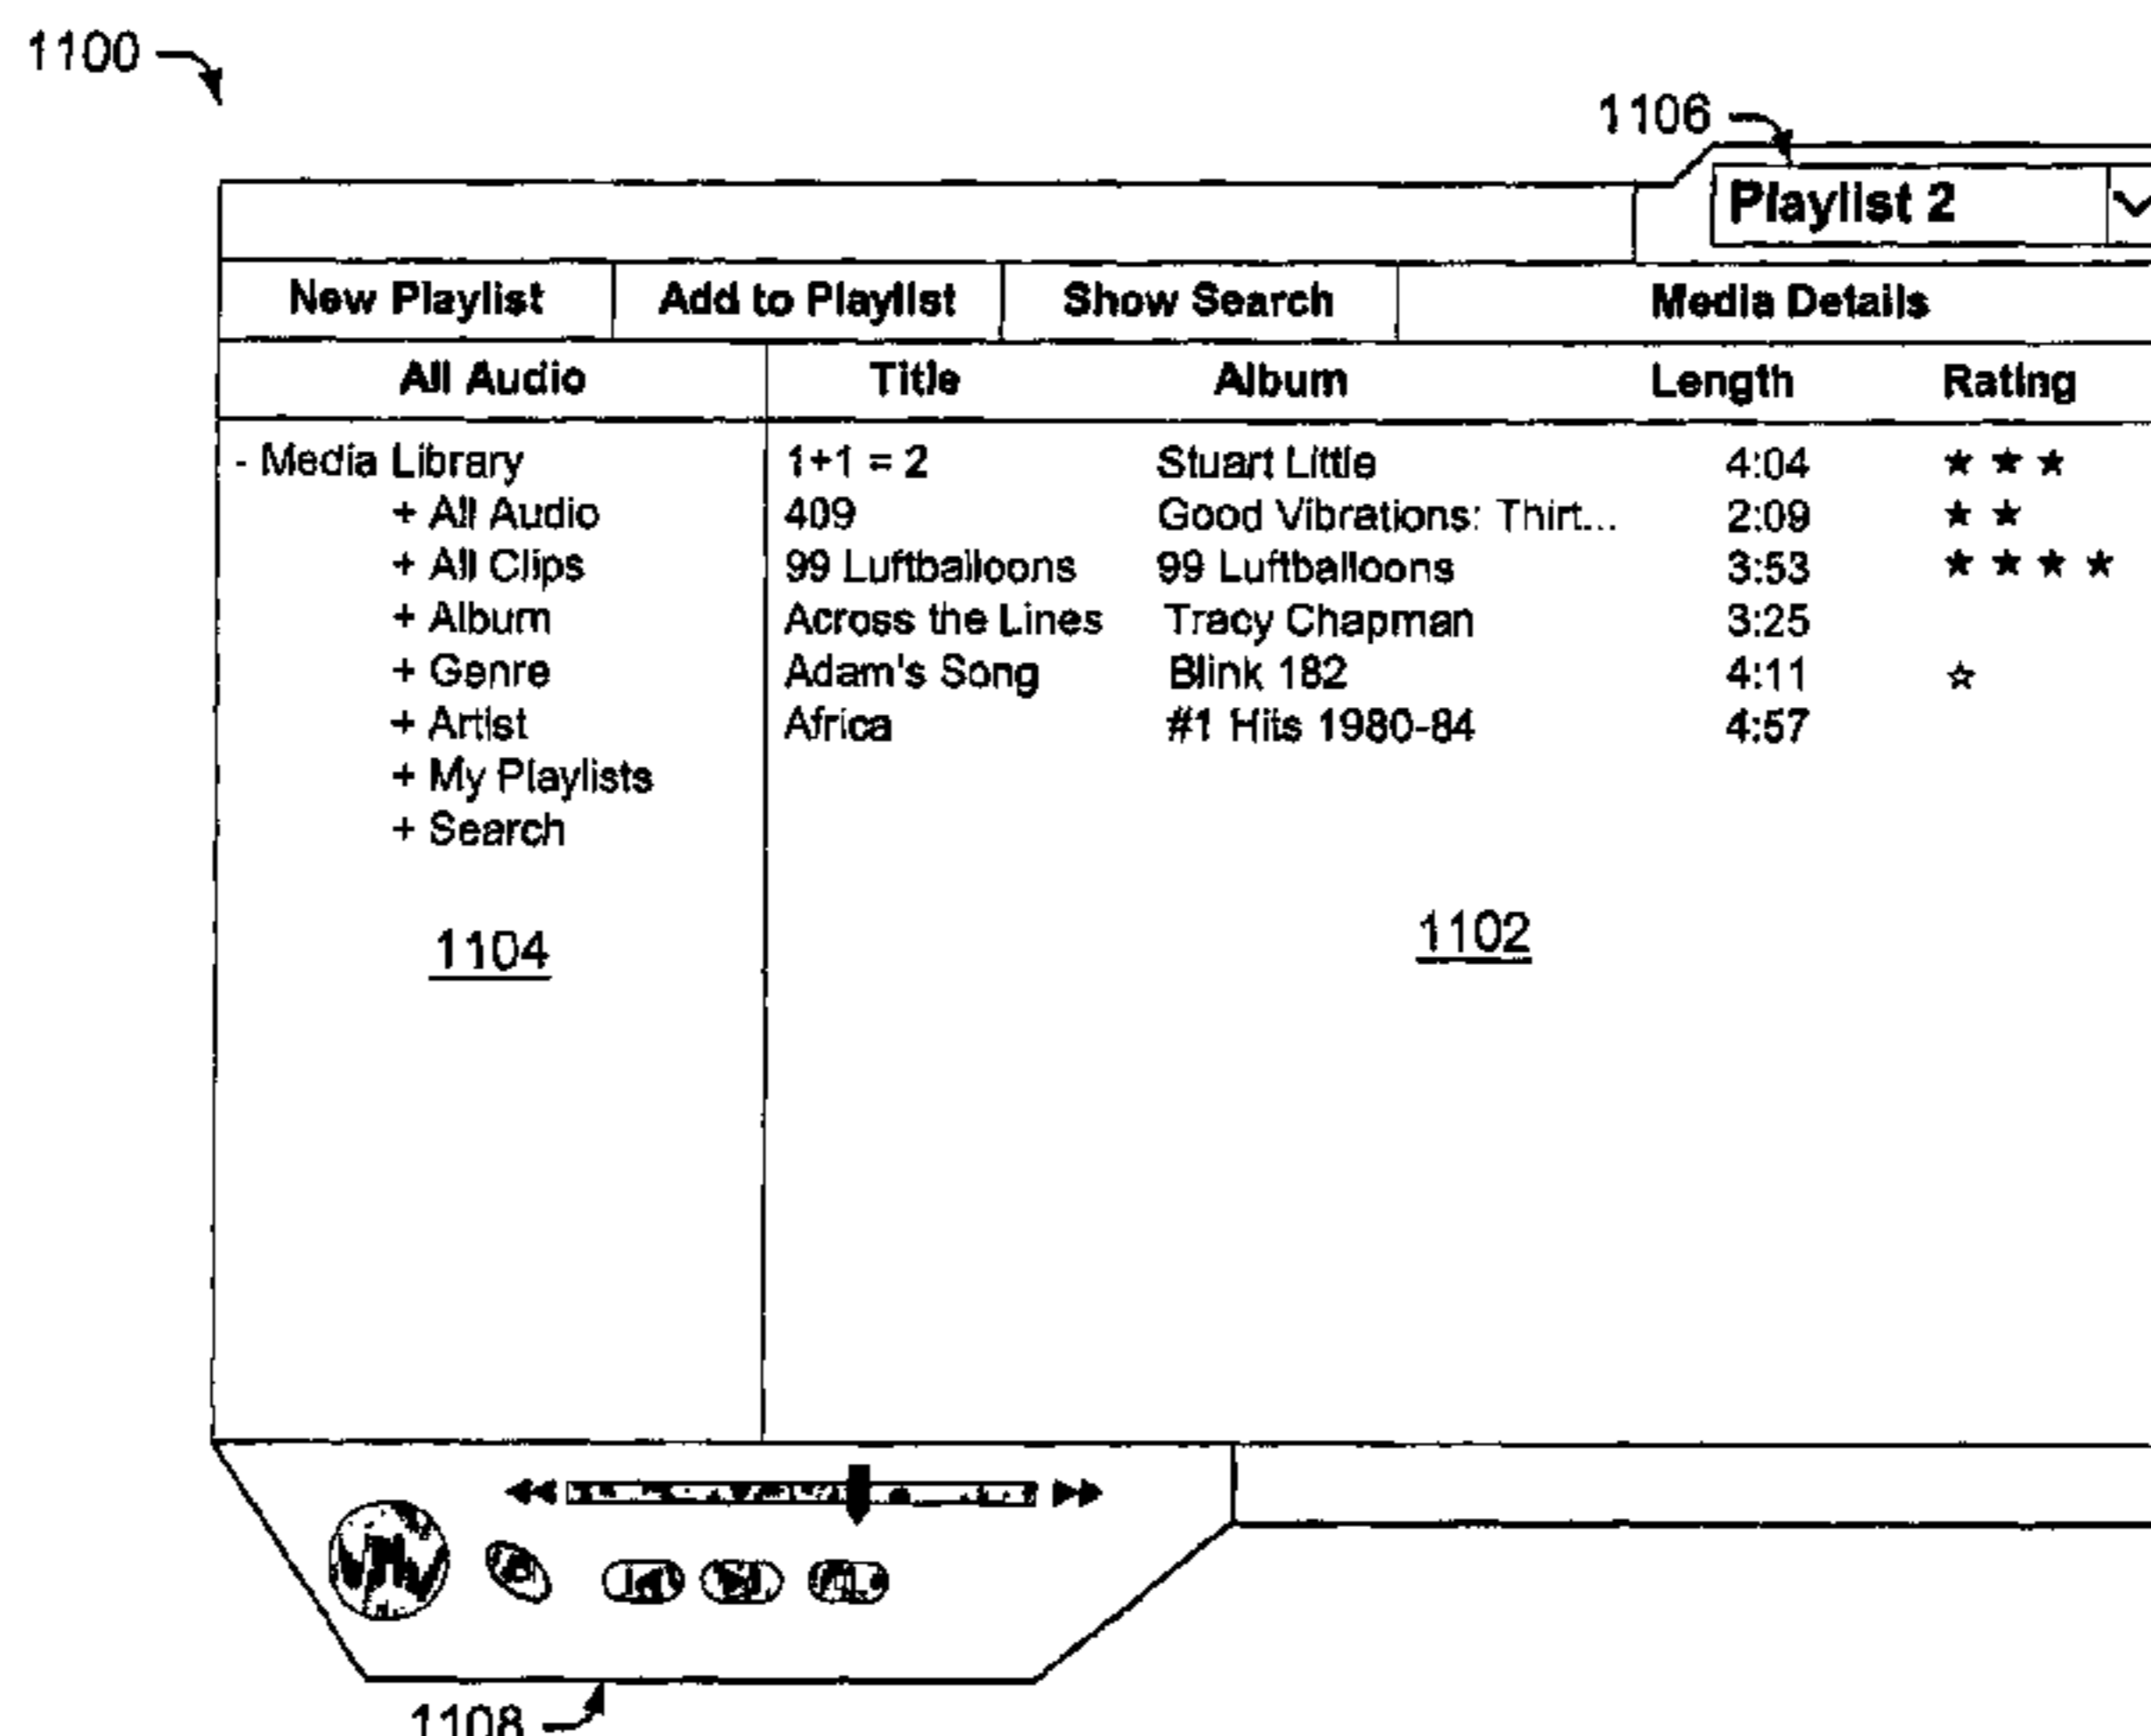 1100
1106
Playlist 2
New Playlist Add to Playlist Show Search Media Details
All Audio Title Album Length Rating
- Media Library 1+1 = 2 Stuart Little 4:04 ★ ★ ★
+ All Audio 409 Good Vibrations: Thirt... 2:09 ★ ★
+ All Clips 99 Luftballoons 99 Luftballoons 3:53 ★ ★ ★ ★
+ Album Across the Lines Tracy Chapman 3:25
+ Genre Adam's Song Blink 182 4:11 ☆
+ Artist Africa #1 Hits 1980-84 4:57
+ My Playlists
+ Search
1104
1102
1108